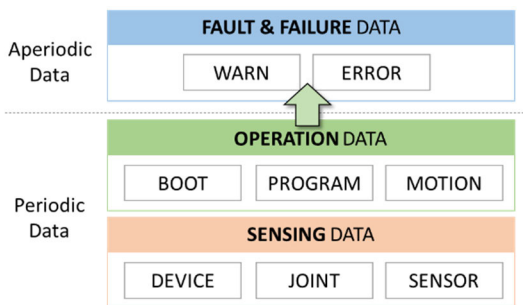 FAULT & FAILURE DATA
Aperiodic
Data
WARN ERROR
OPERATION DATA
BOOT PROGRAM MOTION
Periodic
Data
SENSING DATA
DEVICE JOINT SENSOR